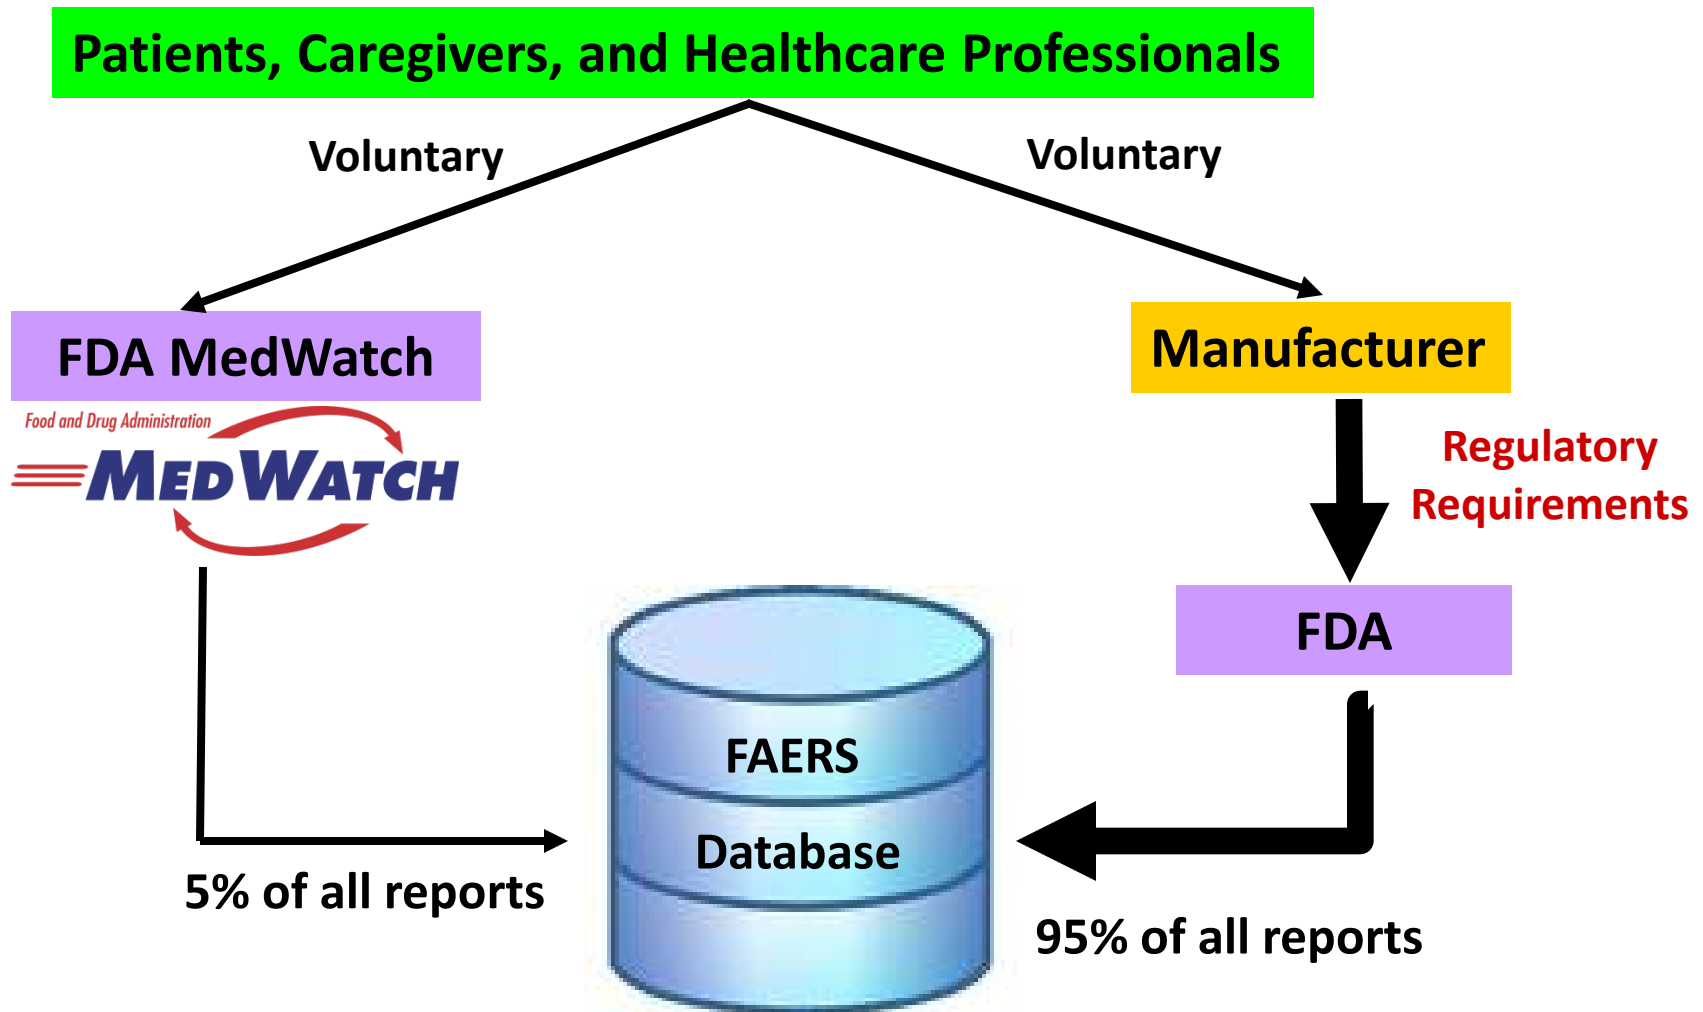 Patients, Caregivers, and Healthcare Professionals
Voluntary
Voluntary
FDA MedWatch
Food and Drug Administration
MEDWATCH
Manufacturer
Regulatory
Requirements
FDA
FAERS
Database
5% of all reports
95% of all reports